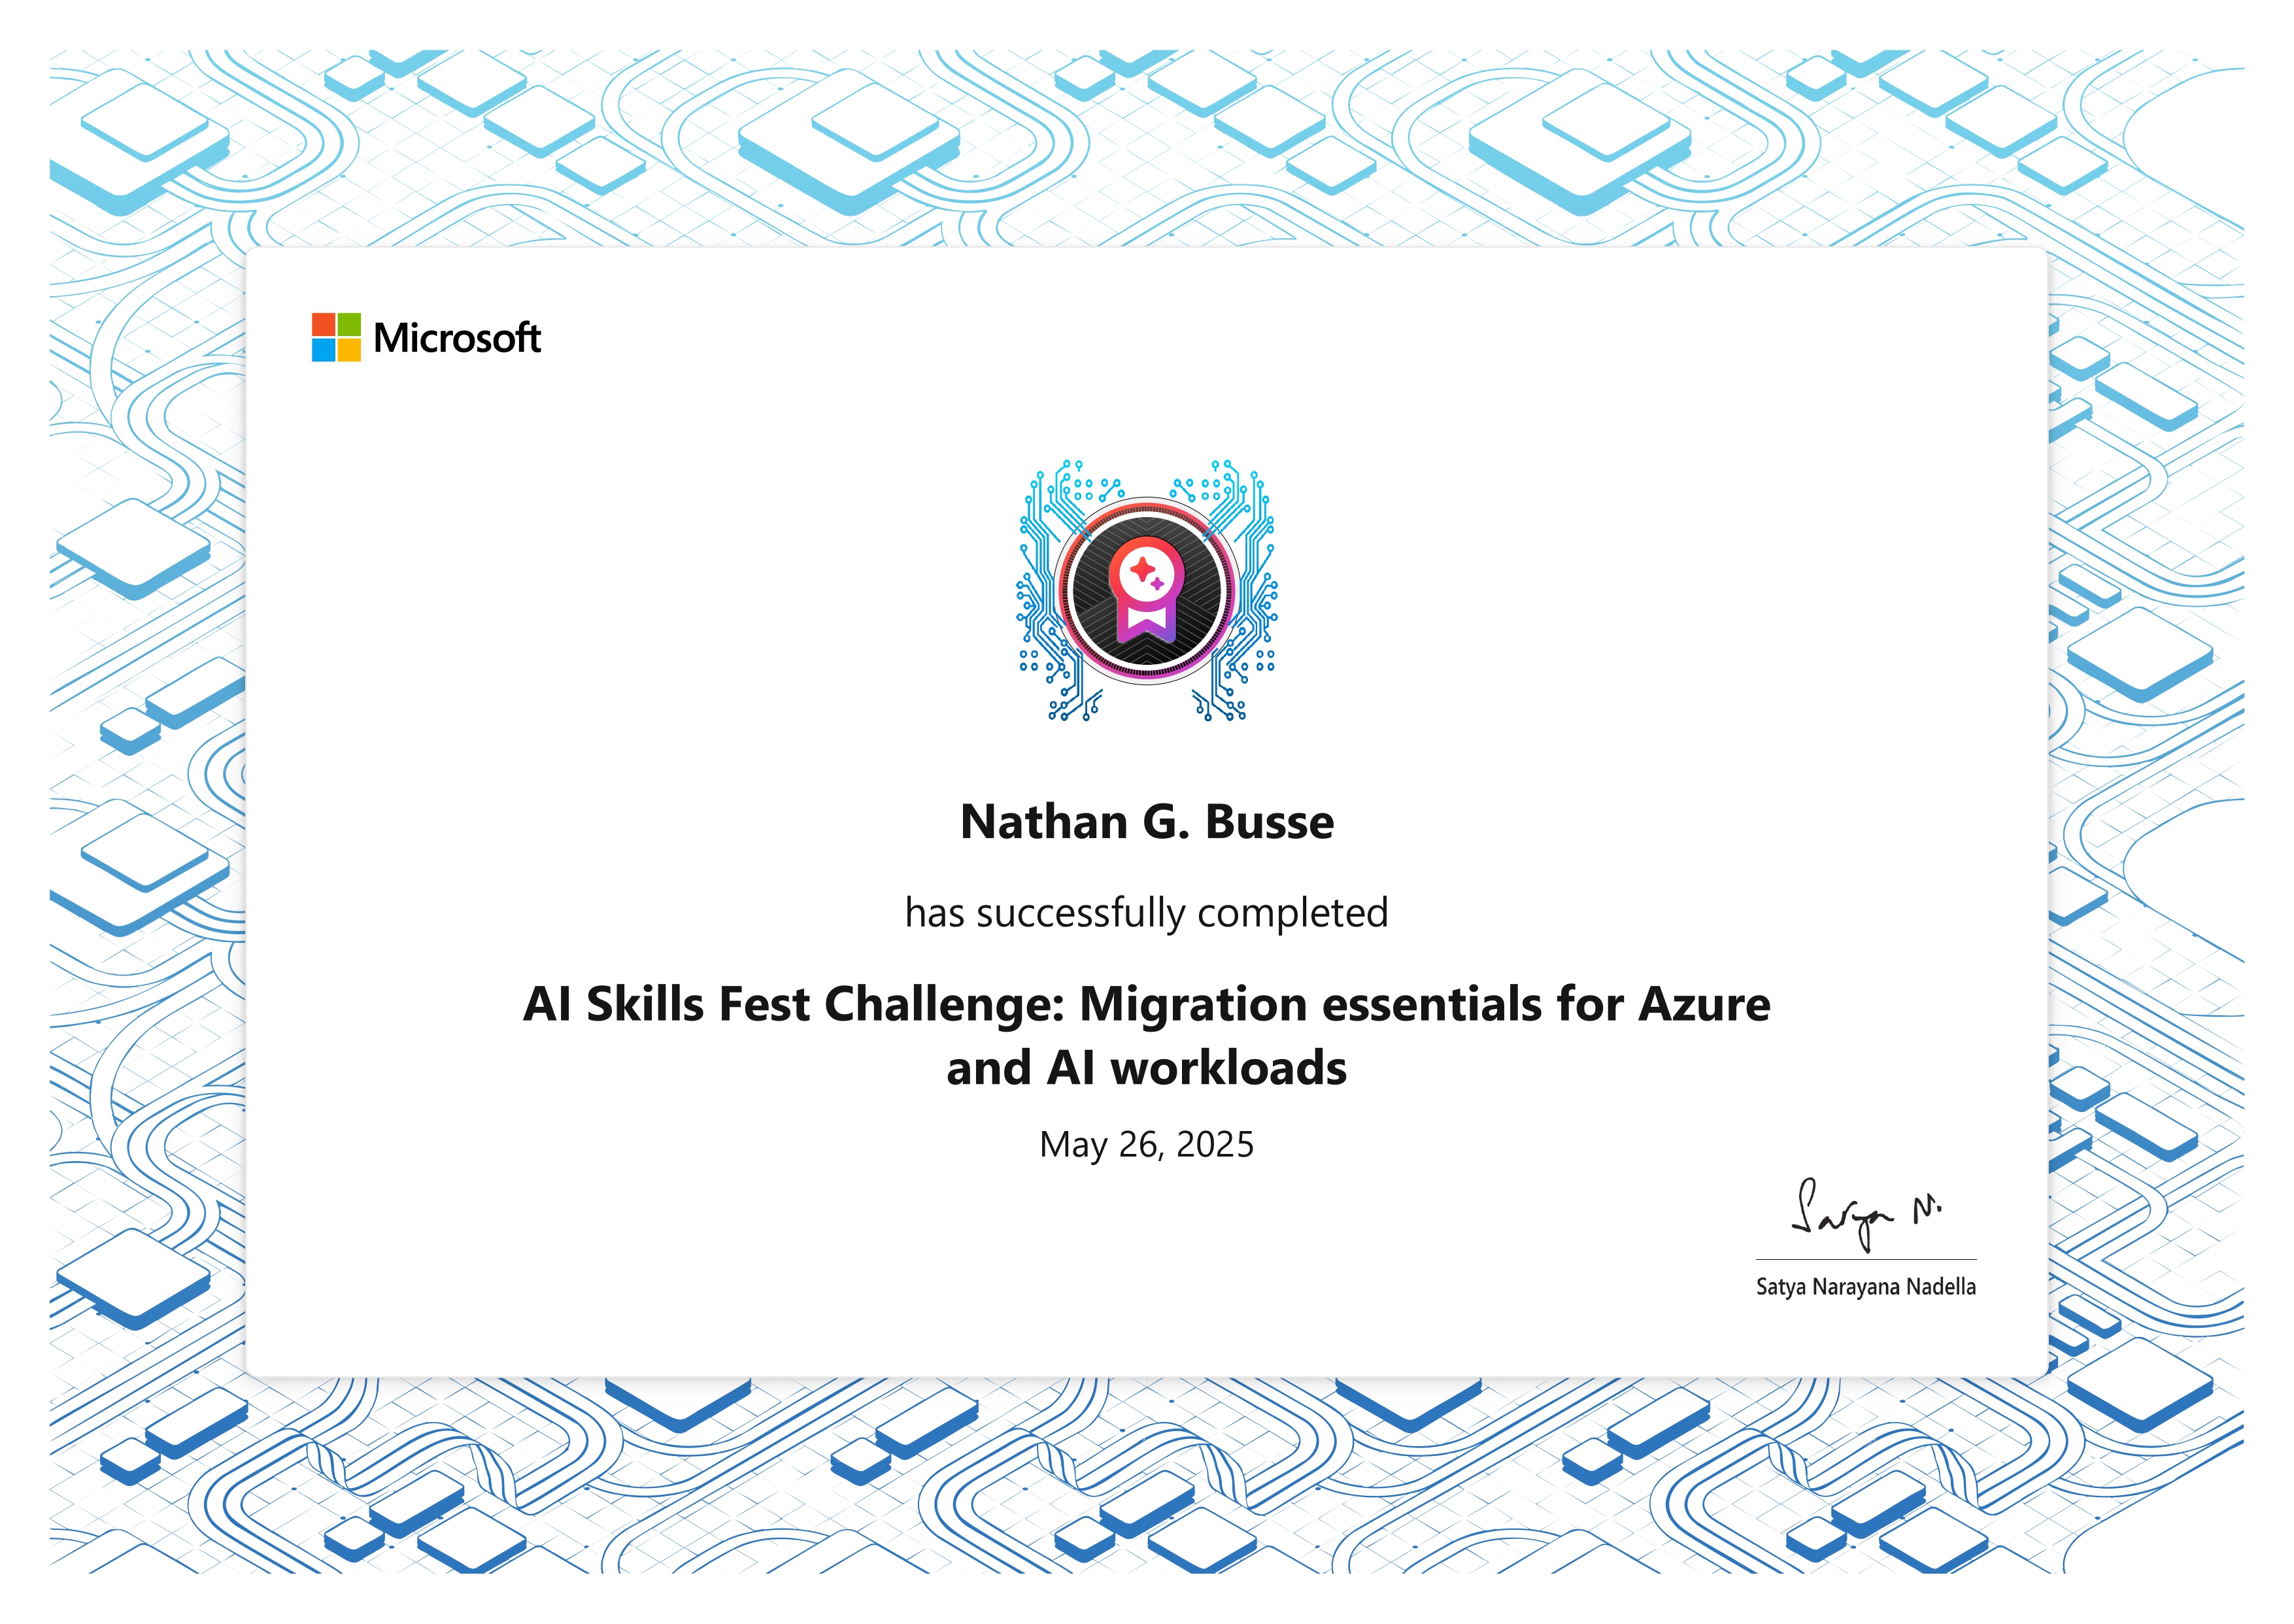 Microsoft
Nathan G. Busse
has successfully completed
AI Skills Fest Challenge: Migration essentials for Azure
and AI workloads
May 26, 2025
Satya N.
Satya Narayana Nadella